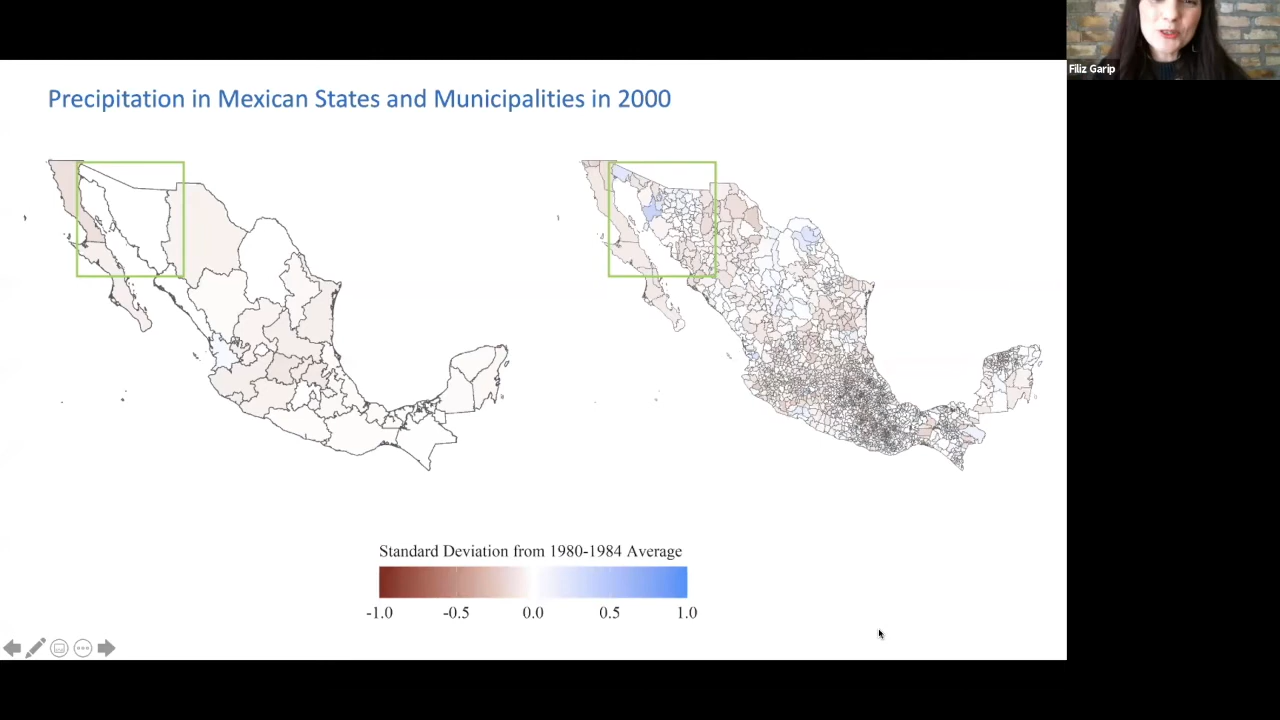 Filiz Garip
Precipitation in Mexican States and Municipalities in 2000
Standard Deviation from 1980-1984 Average
-1.0 -0.5 0.0 0.5 1.0